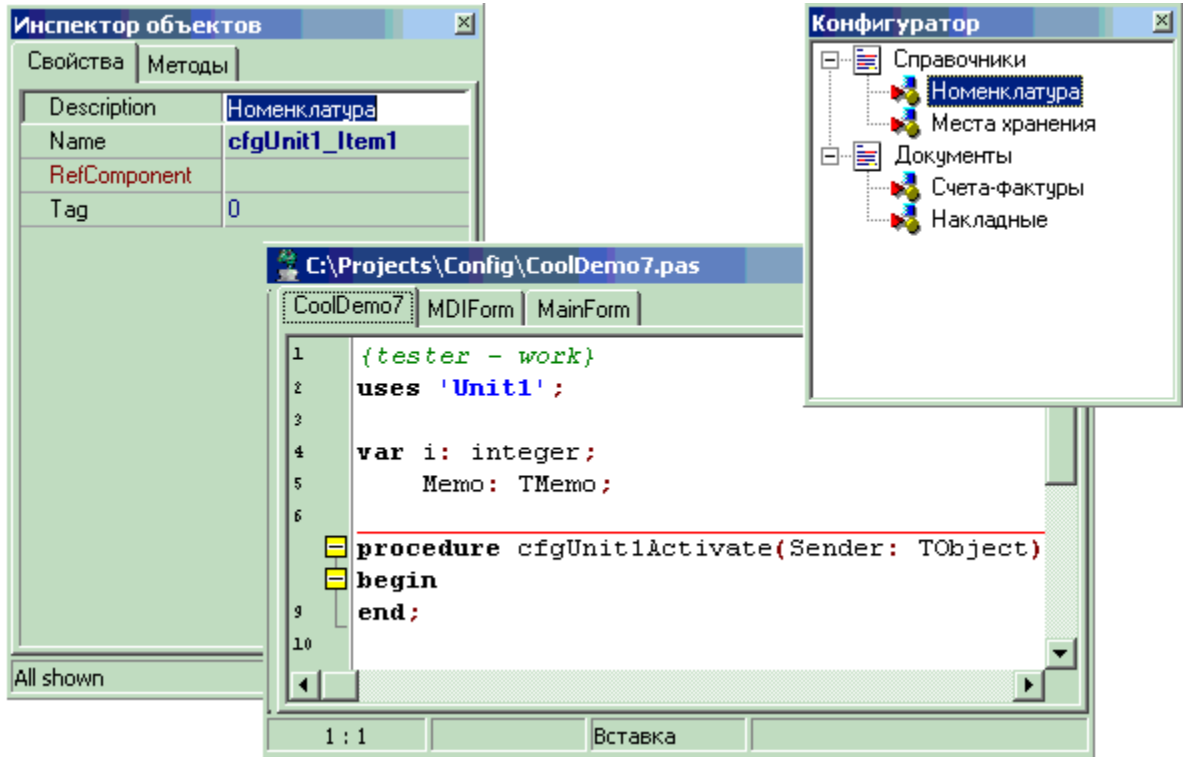 Инспектор объектов
Свойства Методы
Description Номенклатура
Name cfgUnit1_Item1
RefComponent
Tag 0
All shown
Конфигуратор
Справочники
Номенклатура
Места хранения
Документы
Счета-фактуры
Накладные
C:\Projects\Config\CoolDemo7.pas
CoolDemo7 MDIForm MainForm
1 {tester - work}
2 uses 'Unit1';
3
4 var i: integer;
5 Memo: TMemo;
6
procedure cfgUnit1Activate(Sender: TObject)
begin
9 end;
10
1 : 1 Вставка